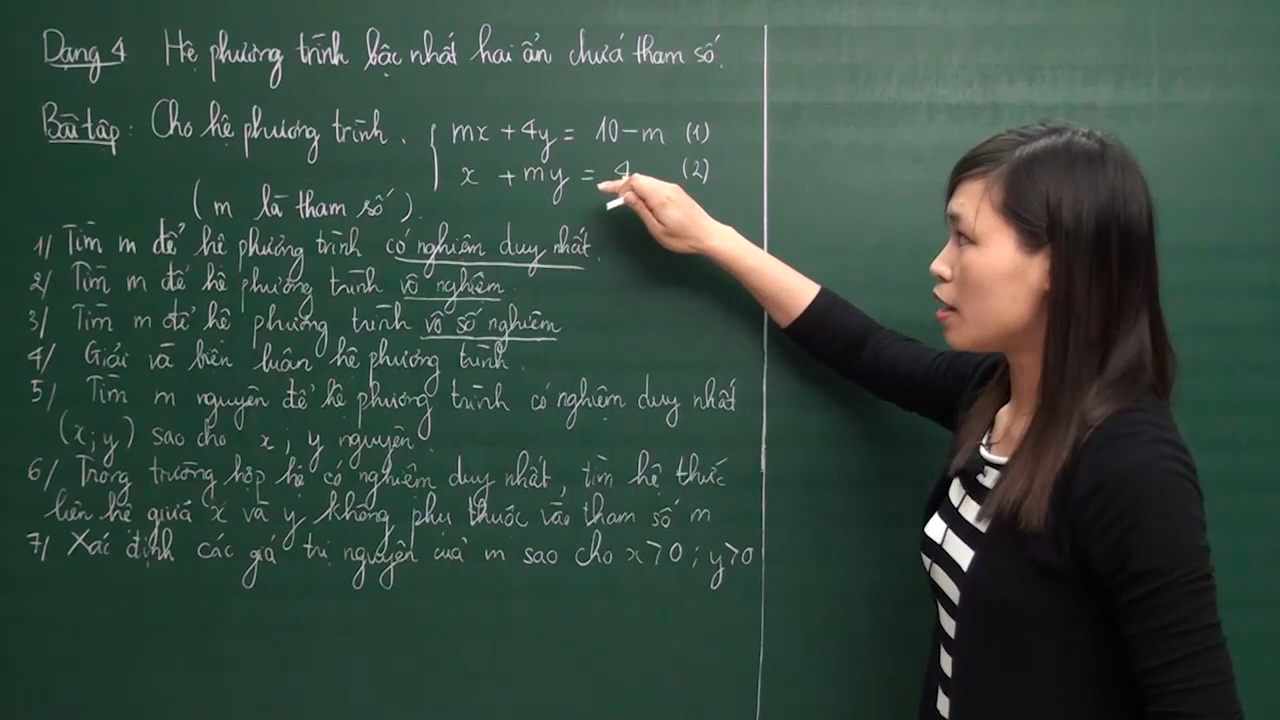 Dạng 4 Hệ phương trình bậc nhất hai ẩn chứa tham số.
Bài tập: Cho hệ phương trình. { mx + 4y = 10 - m (1)
x + my = 4 (2)
( m là tham số ).
1/ Tìm m để hệ phương trình có nghiệm duy nhất.
2/ Tìm m để hệ phương trình vô nghiệm.
3/ Tìm m để hệ phương trình vô số nghiệm
4/ Giải và biện luận hệ phương trình.
5/ Tìm m nguyên để hệ phương trình có nghiệm duy nhất
(x;y) sao cho x; y nguyên.
6/ Trong trường hợp hệ có nghiệm duy nhất, tìm hệ thức
liên hệ giữa x và y không phụ thuộc vào tham số m
7/ Xác định các giá trị nguyên của m sao cho x>0; y>0